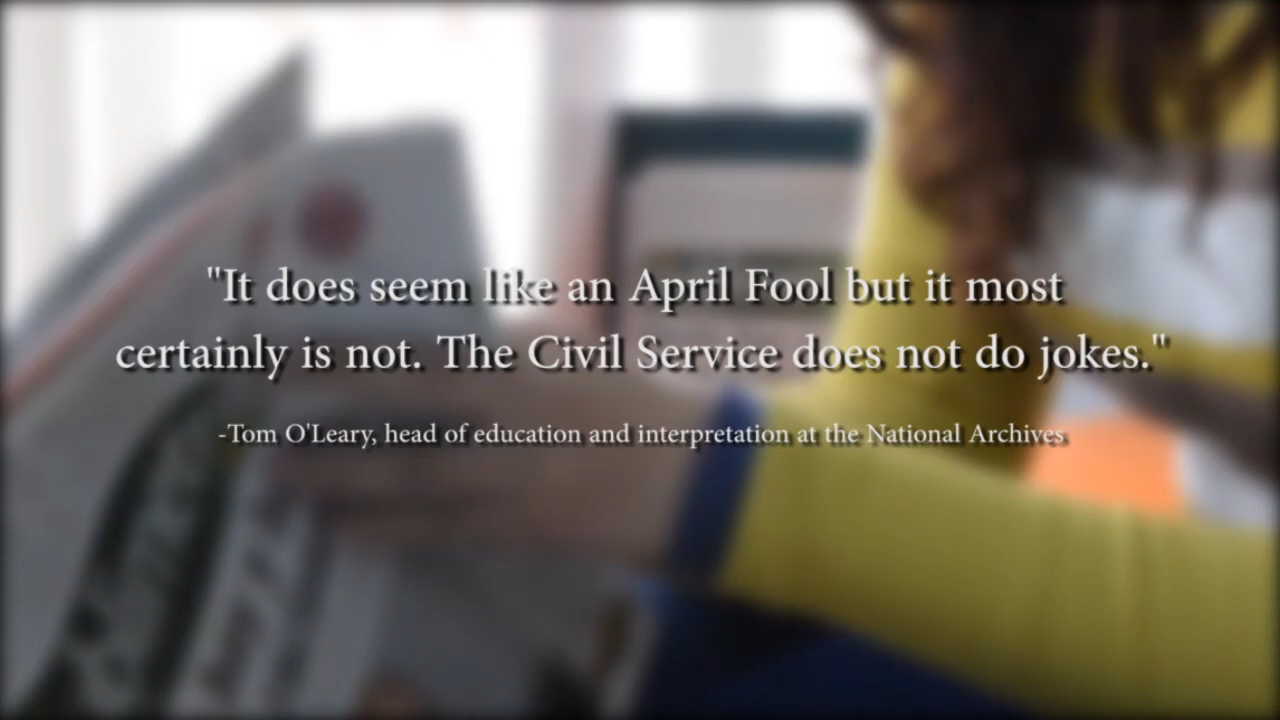 "It does seem like an April Fool but it most
certainly is not. The Civil Service does not do jokes."
-Tom O'Leary, head of education and interpretation at the National Archives